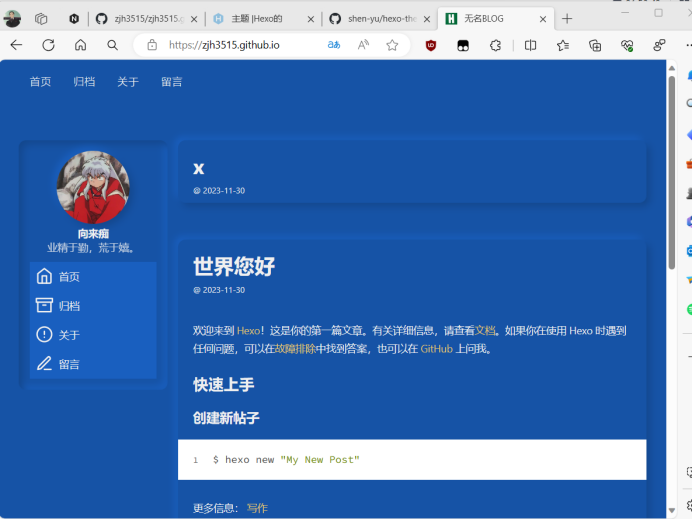 zjh3515/zjh3515.g
主题 |Hexo的
shen-yu/hexo-the
无名BLOG
https://zjh3515.github.io
首页 归档 关于 留言
向来痴
业精于勤，荒于嬉。
首页
归档
关于
留言
x
@ 2023-11-30
世界您好
@ 2023-11-30
欢迎来到 Hexo！这是你的第一篇文章。有关详细信息，请查看文档。如果你在使用 Hexo 时遇到
任何问题，可以在故障排除中找到答案，也可以在 GitHub 上问我。
快速上手
创建新帖子
1 $ hexo new "My New Post"
更多信息： 写作